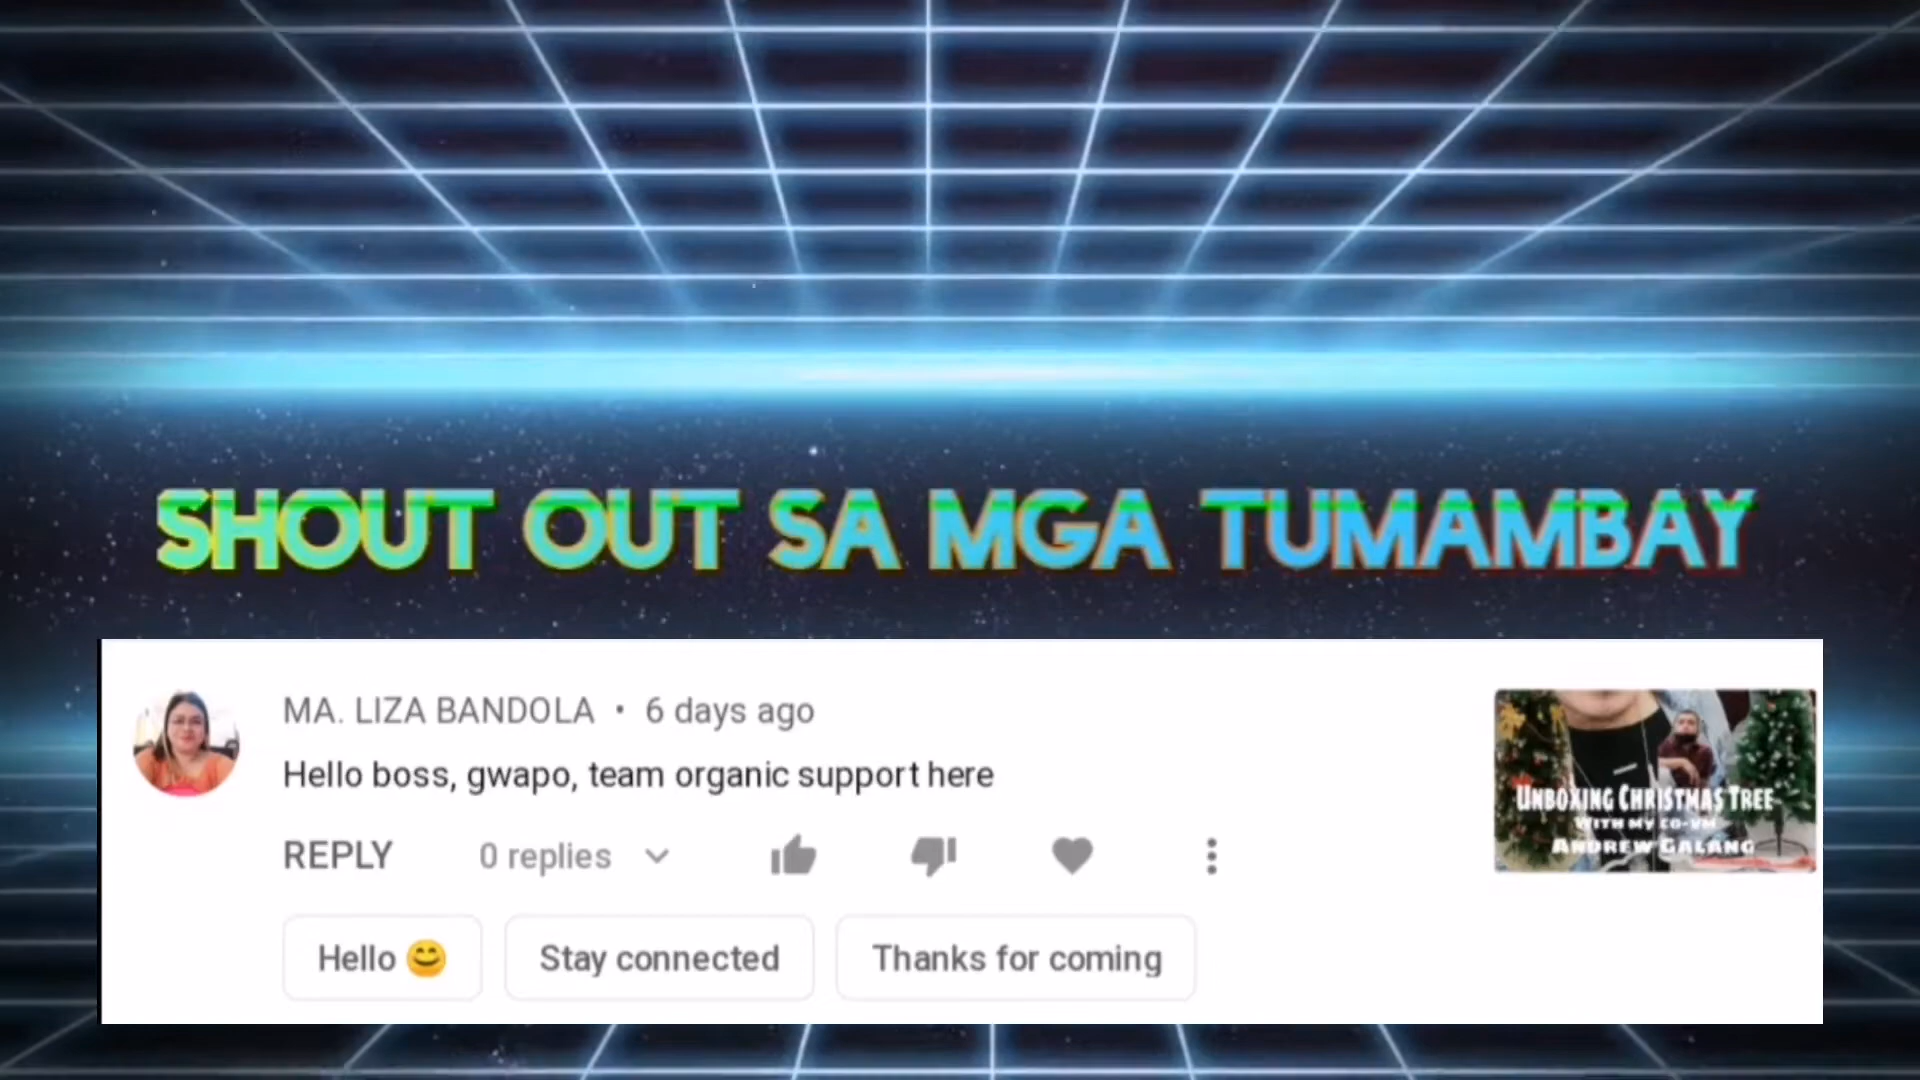 SHOUT OUT SA MGA TUMAMBAY
MA. LIZA BANDOLA • 6 days ago
Hello boss, gwapo, team organic support here
REPLY 0 replies
Hello 😊 Stay connected Thanks for coming
UNBOXING CHRISTMAS TREE
WITH MY CO-VM
ANDREW GALANG